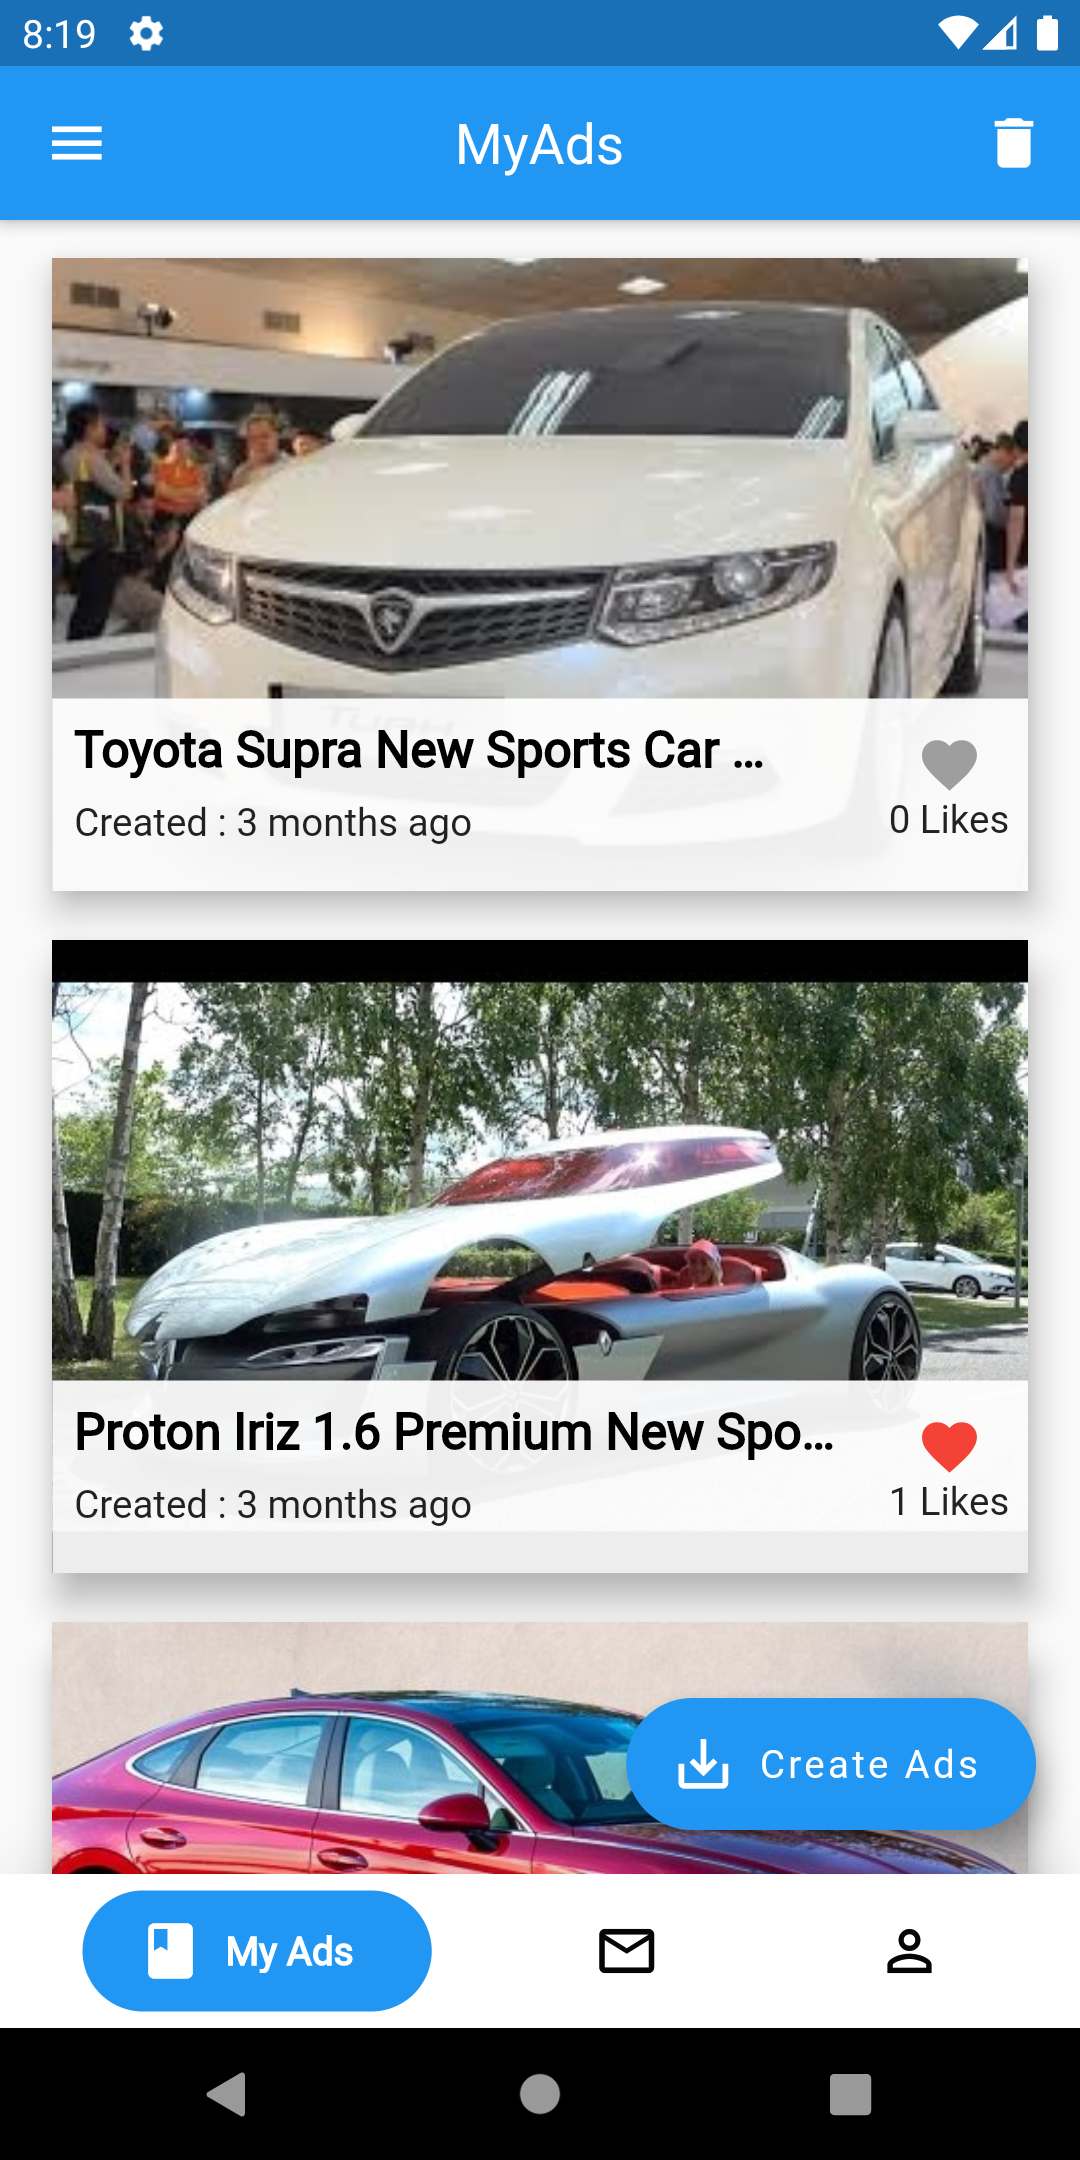 8:19
MyAds
Toyota Supra New Sports Car ...
Created : 3 months ago
0 Likes
Proton Iriz 1.6 Premium New Spo...
Created : 3 months ago
1 Likes
Create Ads
My Ads